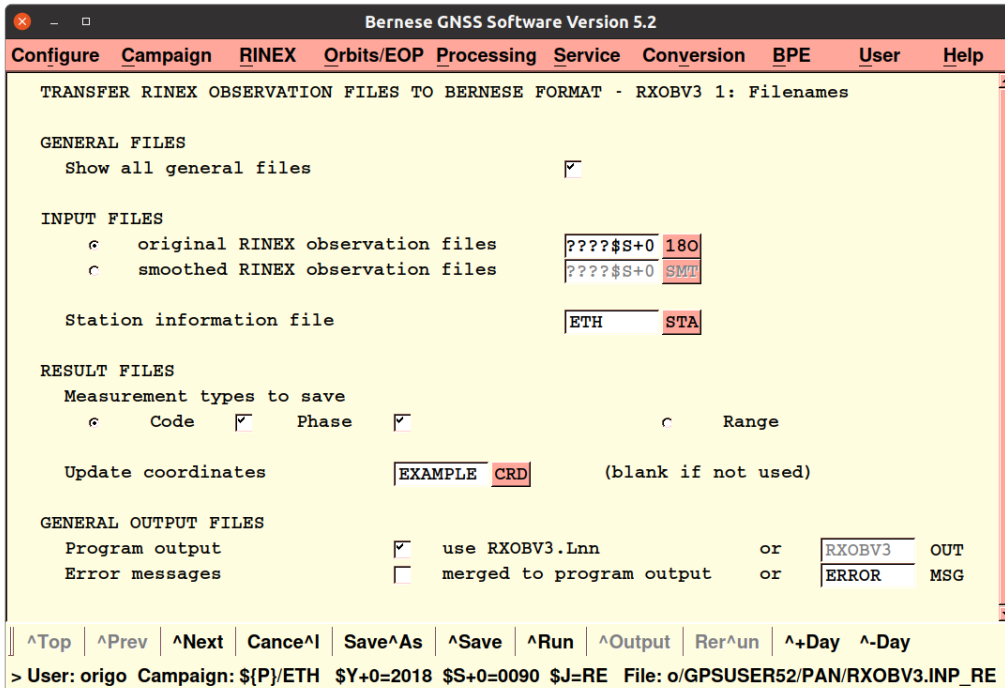 Bernese GNSS Software Version 5.2
Configure Campaign RINEX Orbits/EOP Processing Service Conversion BPE User Help
TRANSFER RINEX OBSERVATION FILES TO BERNESE FORMAT - RXOBV3 1: Filenames
GENERAL FILES
Show all general files
INPUT FILES
original RINEX observation files ????$S+0 18O
smoothed RINEX observation files ????$S+0 SMT
Station information file ETH STA
RESULT FILES
Measurement types to save
Code Phase Range
Update coordinates EXAMPLE CRD (blank if not used)
GENERAL OUTPUT FILES
Program output use RXOBV3.Lnn or RXOBV3 OUT
Error messages merged to program output or ERROR MSG
^Top ^Prev ^Next Cance^l Save^As ^Save ^Run ^Output Rer^un ^+Day ^-Day
> User: origo Campaign: ${P}/ETH $Y+0=2018 $S+0=0090 $J=RE File: o/GPSUSER52/PAN/RXOBV3.INP_RE